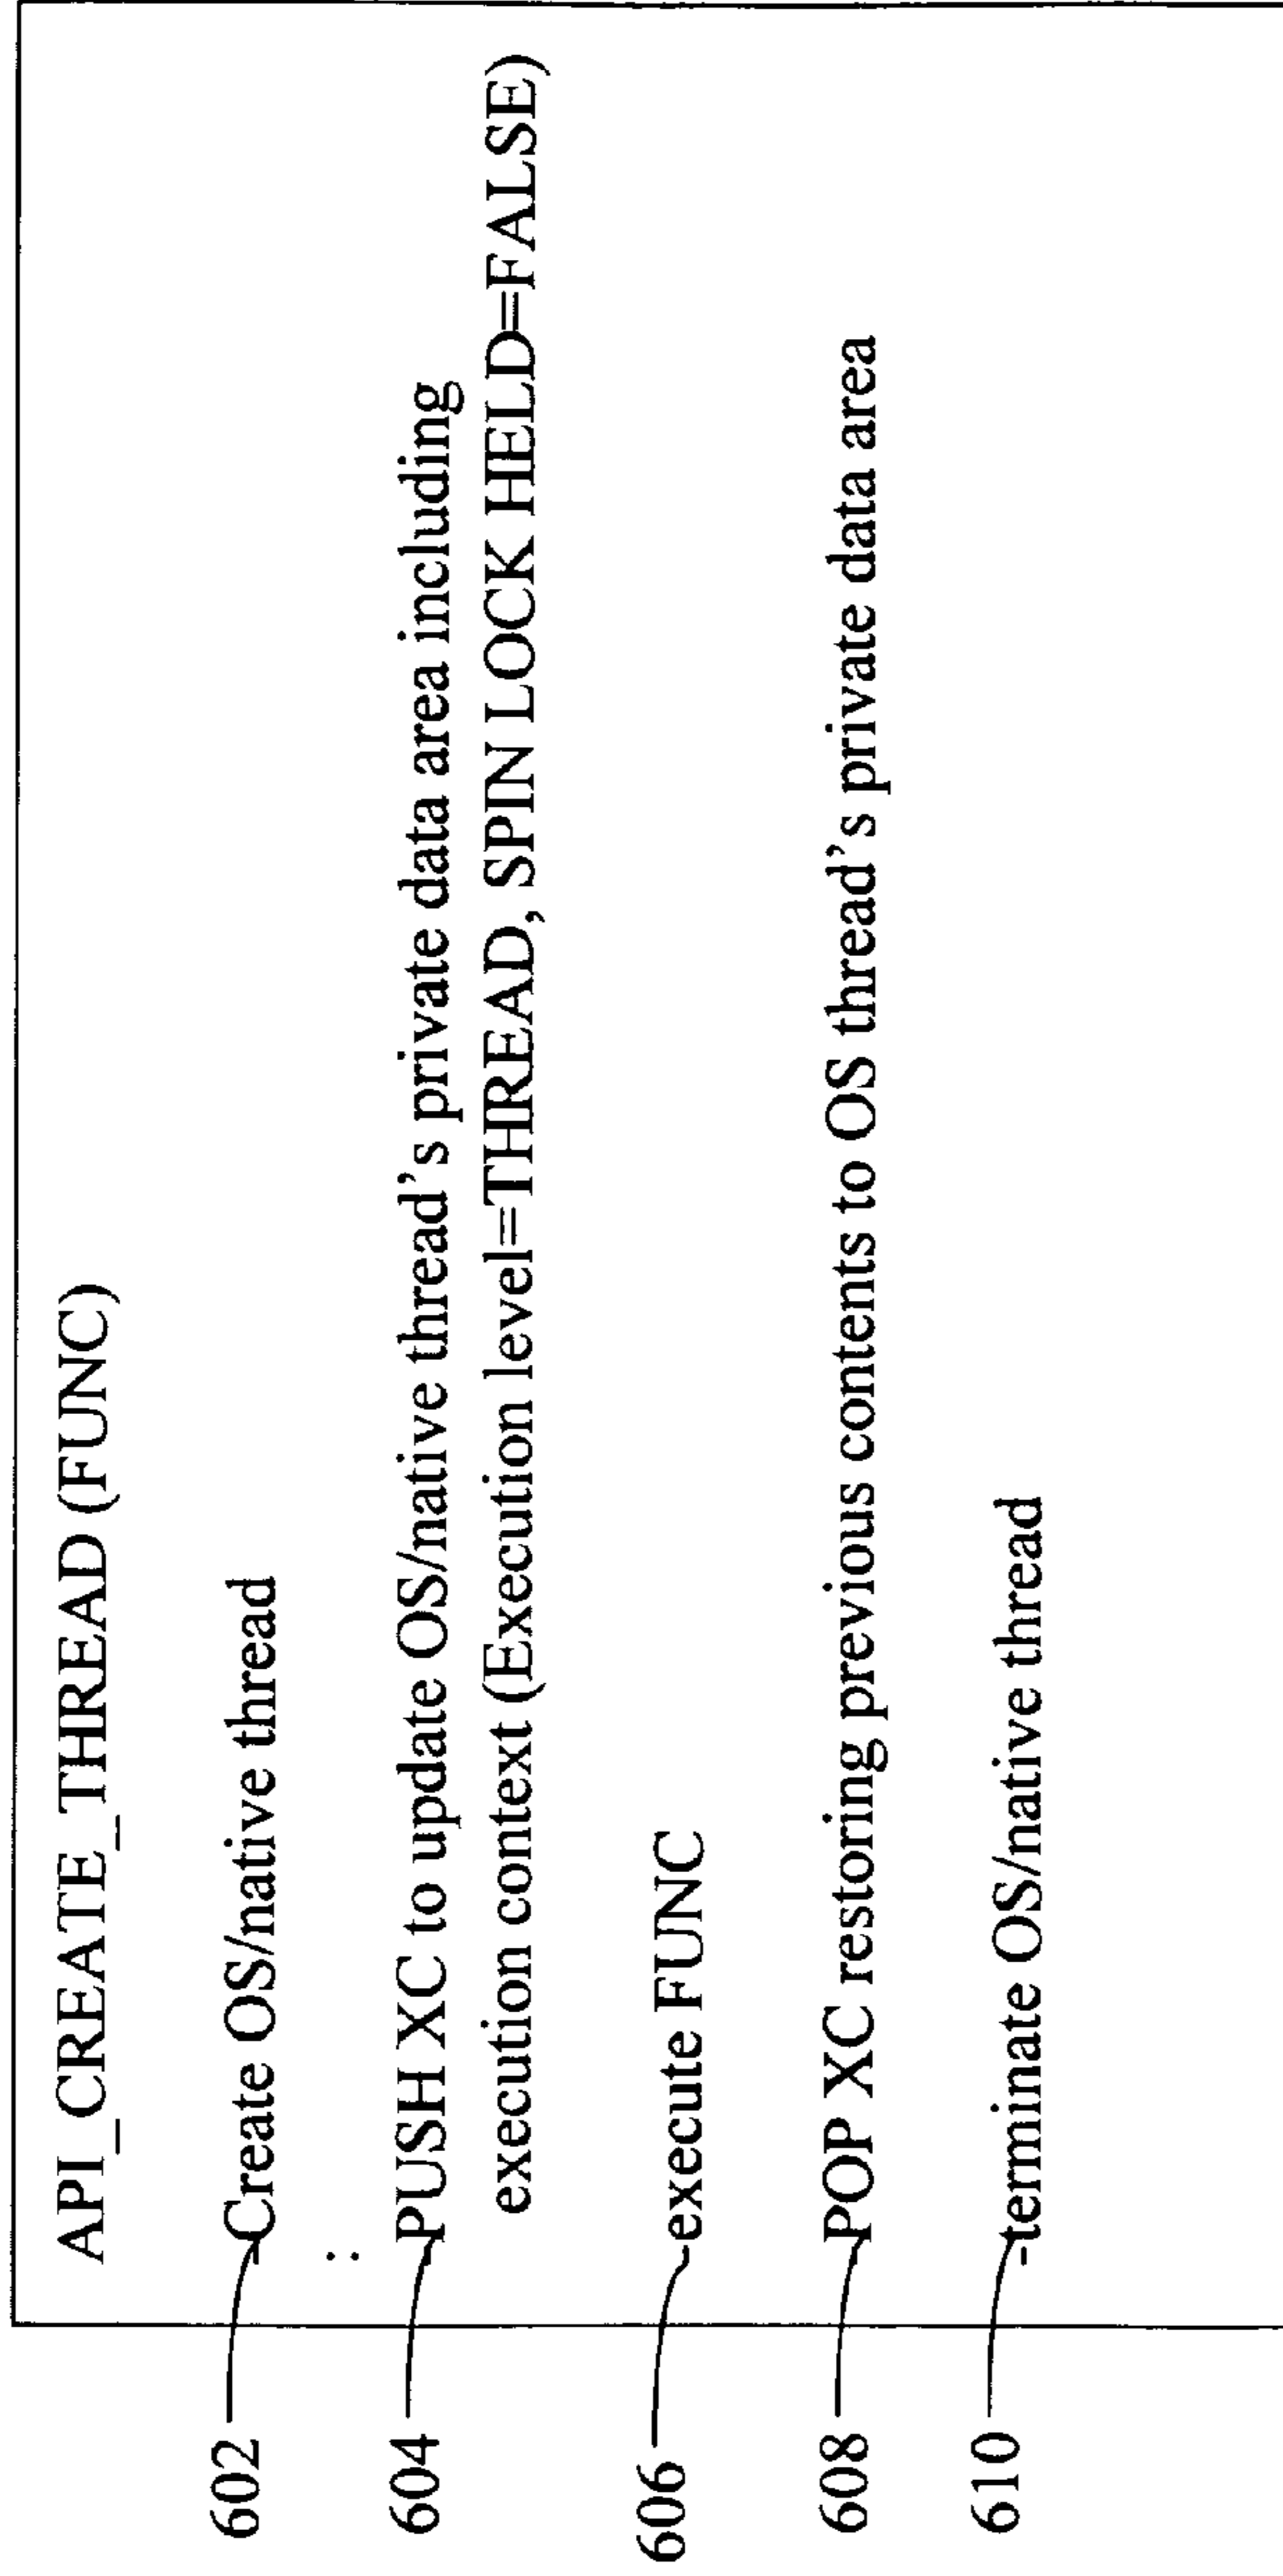 API_CREATE_THREAD (FUNC)
602 -Create OS/native thread
:
604 -PUSH XC to update OS/native thread's private data area including
execution context (Execution level=THREAD, SPIN LOCK HELD=FALSE)
606 -execute FUNC
608 -POP XC restoring previous contents to OS thread's private data area
610 -terminate OS/native thread